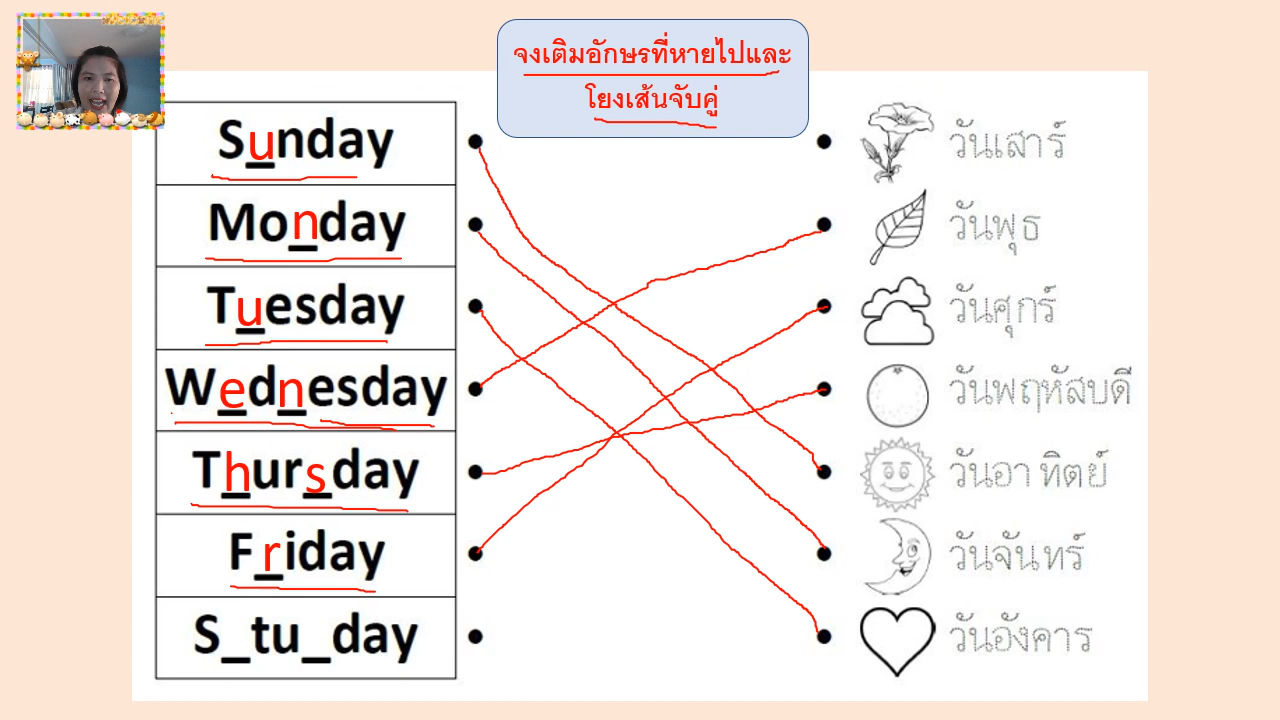 จงเติมอักษรที่หายไปและ
โยงเส้นจับคู่
Sunday
Monday
Tuesday
Wednesday
Thursday
Friday
S_tu_day
วันเสาร์
วันพุธ
วันศุกร์
วันพฤหัสบดี
วันอาทิตย์
วันจันทร์
วันอังคาร